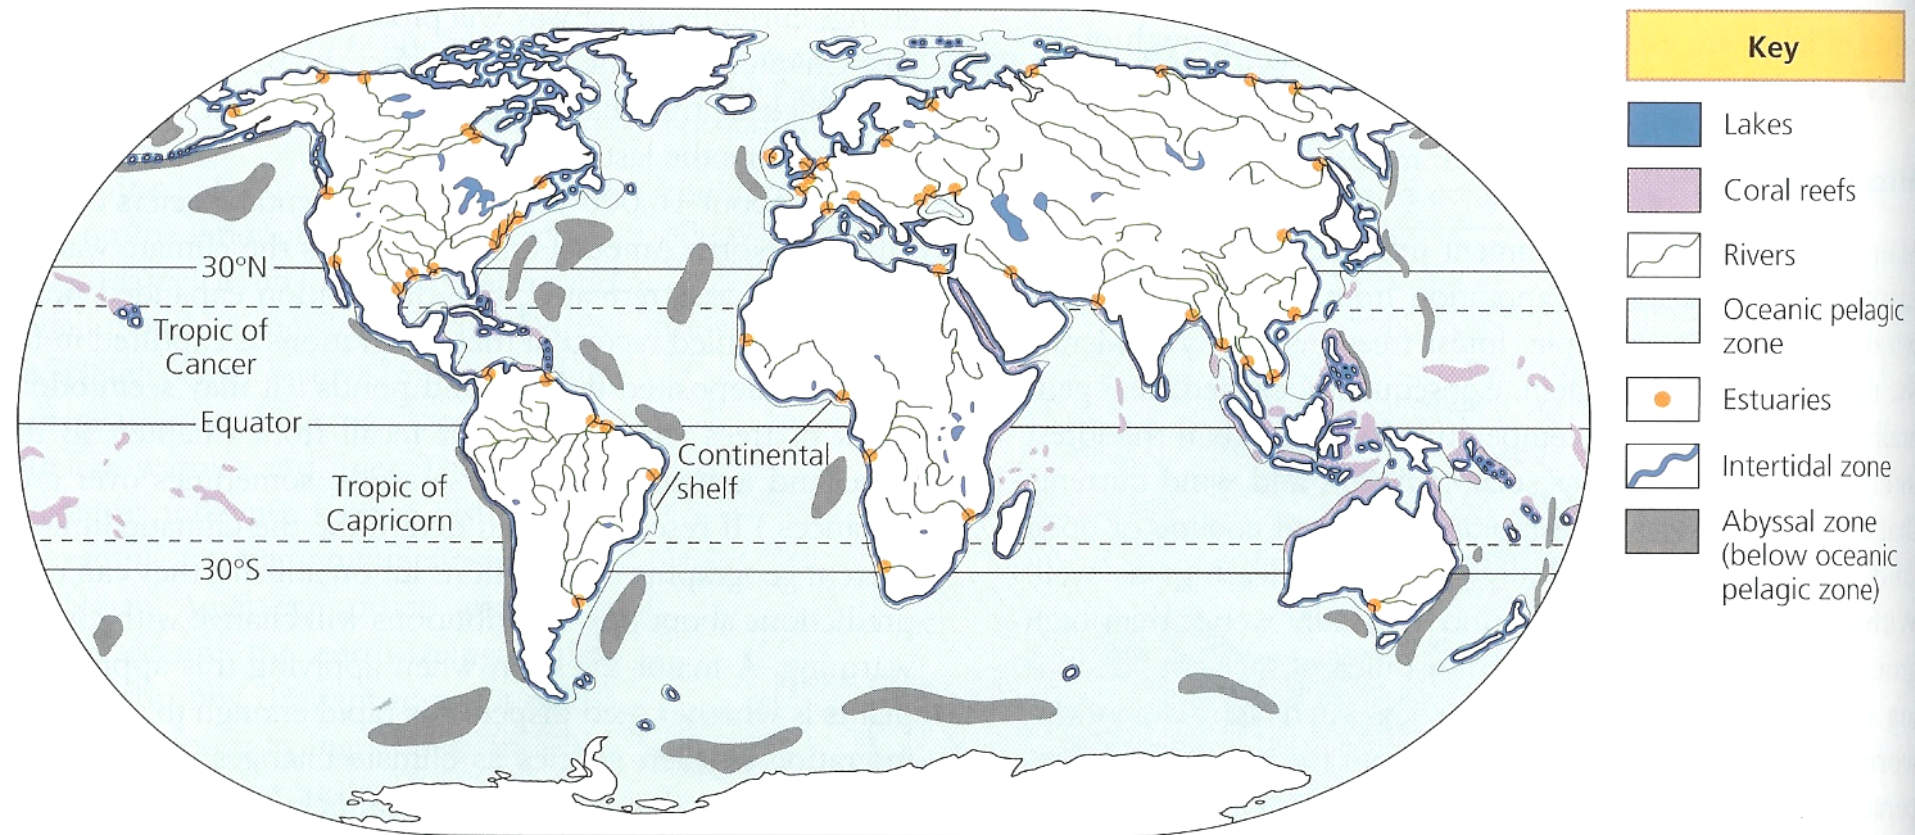 30°N
Tropic of
Cancer
Equator
Continental
shelf
Tropic of
Capricorn
30°S
Key
Lakes
Coral reefs
Rivers
Oceanic pelagic
zone
Estuaries
Intertidal zone
Abyssal zone
(below oceanic
pelagic zone)